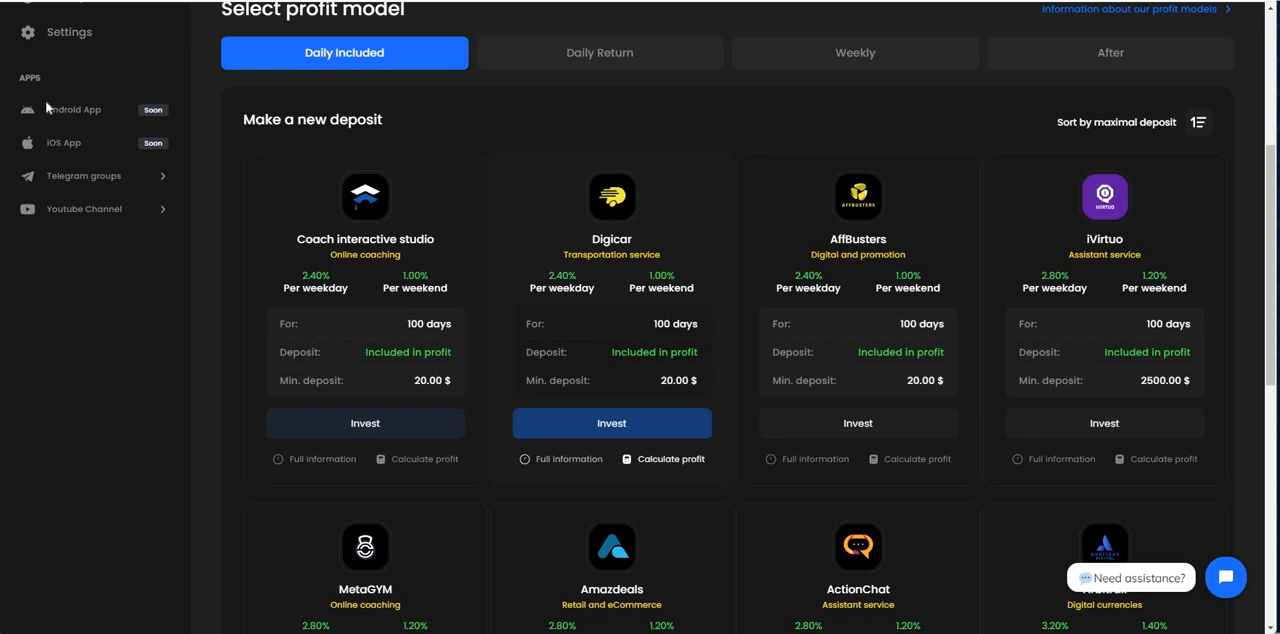 Select profit model
Information about our profit models
Settings
Daily Included
Daily Return
Weekly
After
APPS
Android App
Soon
iOS App
Soon
Telegram groups
Youtube Channel
Make a new deposit
Sort by maximal deposit
Coach interactive studio
Online coaching
2.40% 1.00%
Per weekday Per weekend
For: 100 days
Deposit: Included in profit
Min. deposit: 20.00 $
Invest
Full information Calculate profit
Digicar
Transportation service
2.40% 1.00%
Per weekday Per weekend
For: 100 days
Deposit: Included in profit
Min. deposit: 20.00 $
Invest
Full information Calculate profit
AFFBUSTERS
AffBusters
Digital and promotion
2.40% 1.00%
Per weekday Per weekend
For: 100 days
Deposit: Included in profit
Min. deposit: 20.00 $
Invest
Full information Calculate profit
IVIRTUO
iVirtuo
Assistant service
2.80% 1.20%
Per weekday Per weekend
For: 100 days
Deposit: Included in profit
Min. deposit: 2500.00 $
Invest
Full information Calculate profit
MetaGYM
Online coaching
2.80% 1.20%
Amazdeals
Retail and eCommerce
2.80% 1.20%
ActionChat
Assistant service
2.80% 1.20%
Digital currencies
3.20% 1.40%
Need assistance?